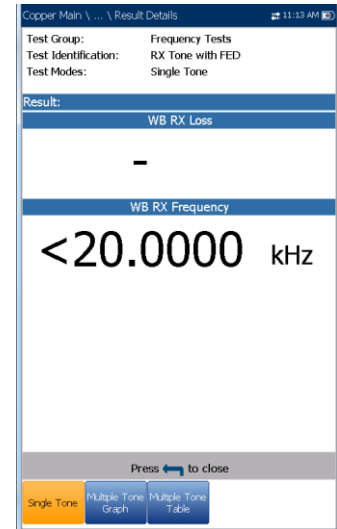 Copper Main \ ... \ Result Details 11:13 AM
Test Group: Frequency Tests
Test Identification: RX Tone with FED
Test Modes: Single Tone
Result:
WB RX Loss
-
WB RX Frequency
<20.0000 kHz
Press to close
Single Tone
Multiple Tone
Graph
Multiple Tone
Table